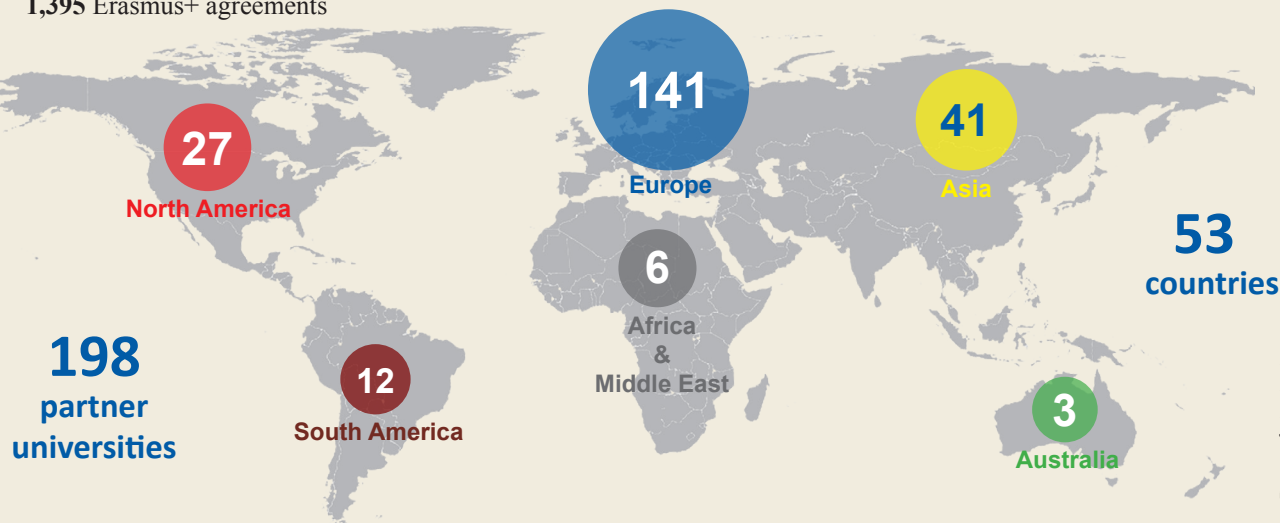 1,395 Erasmus+ agreements
141
Europe
41
Asia
27
North America
53
countries
6
Africa
&
Middle East
198
partner
universities
12
South America
3
Australia